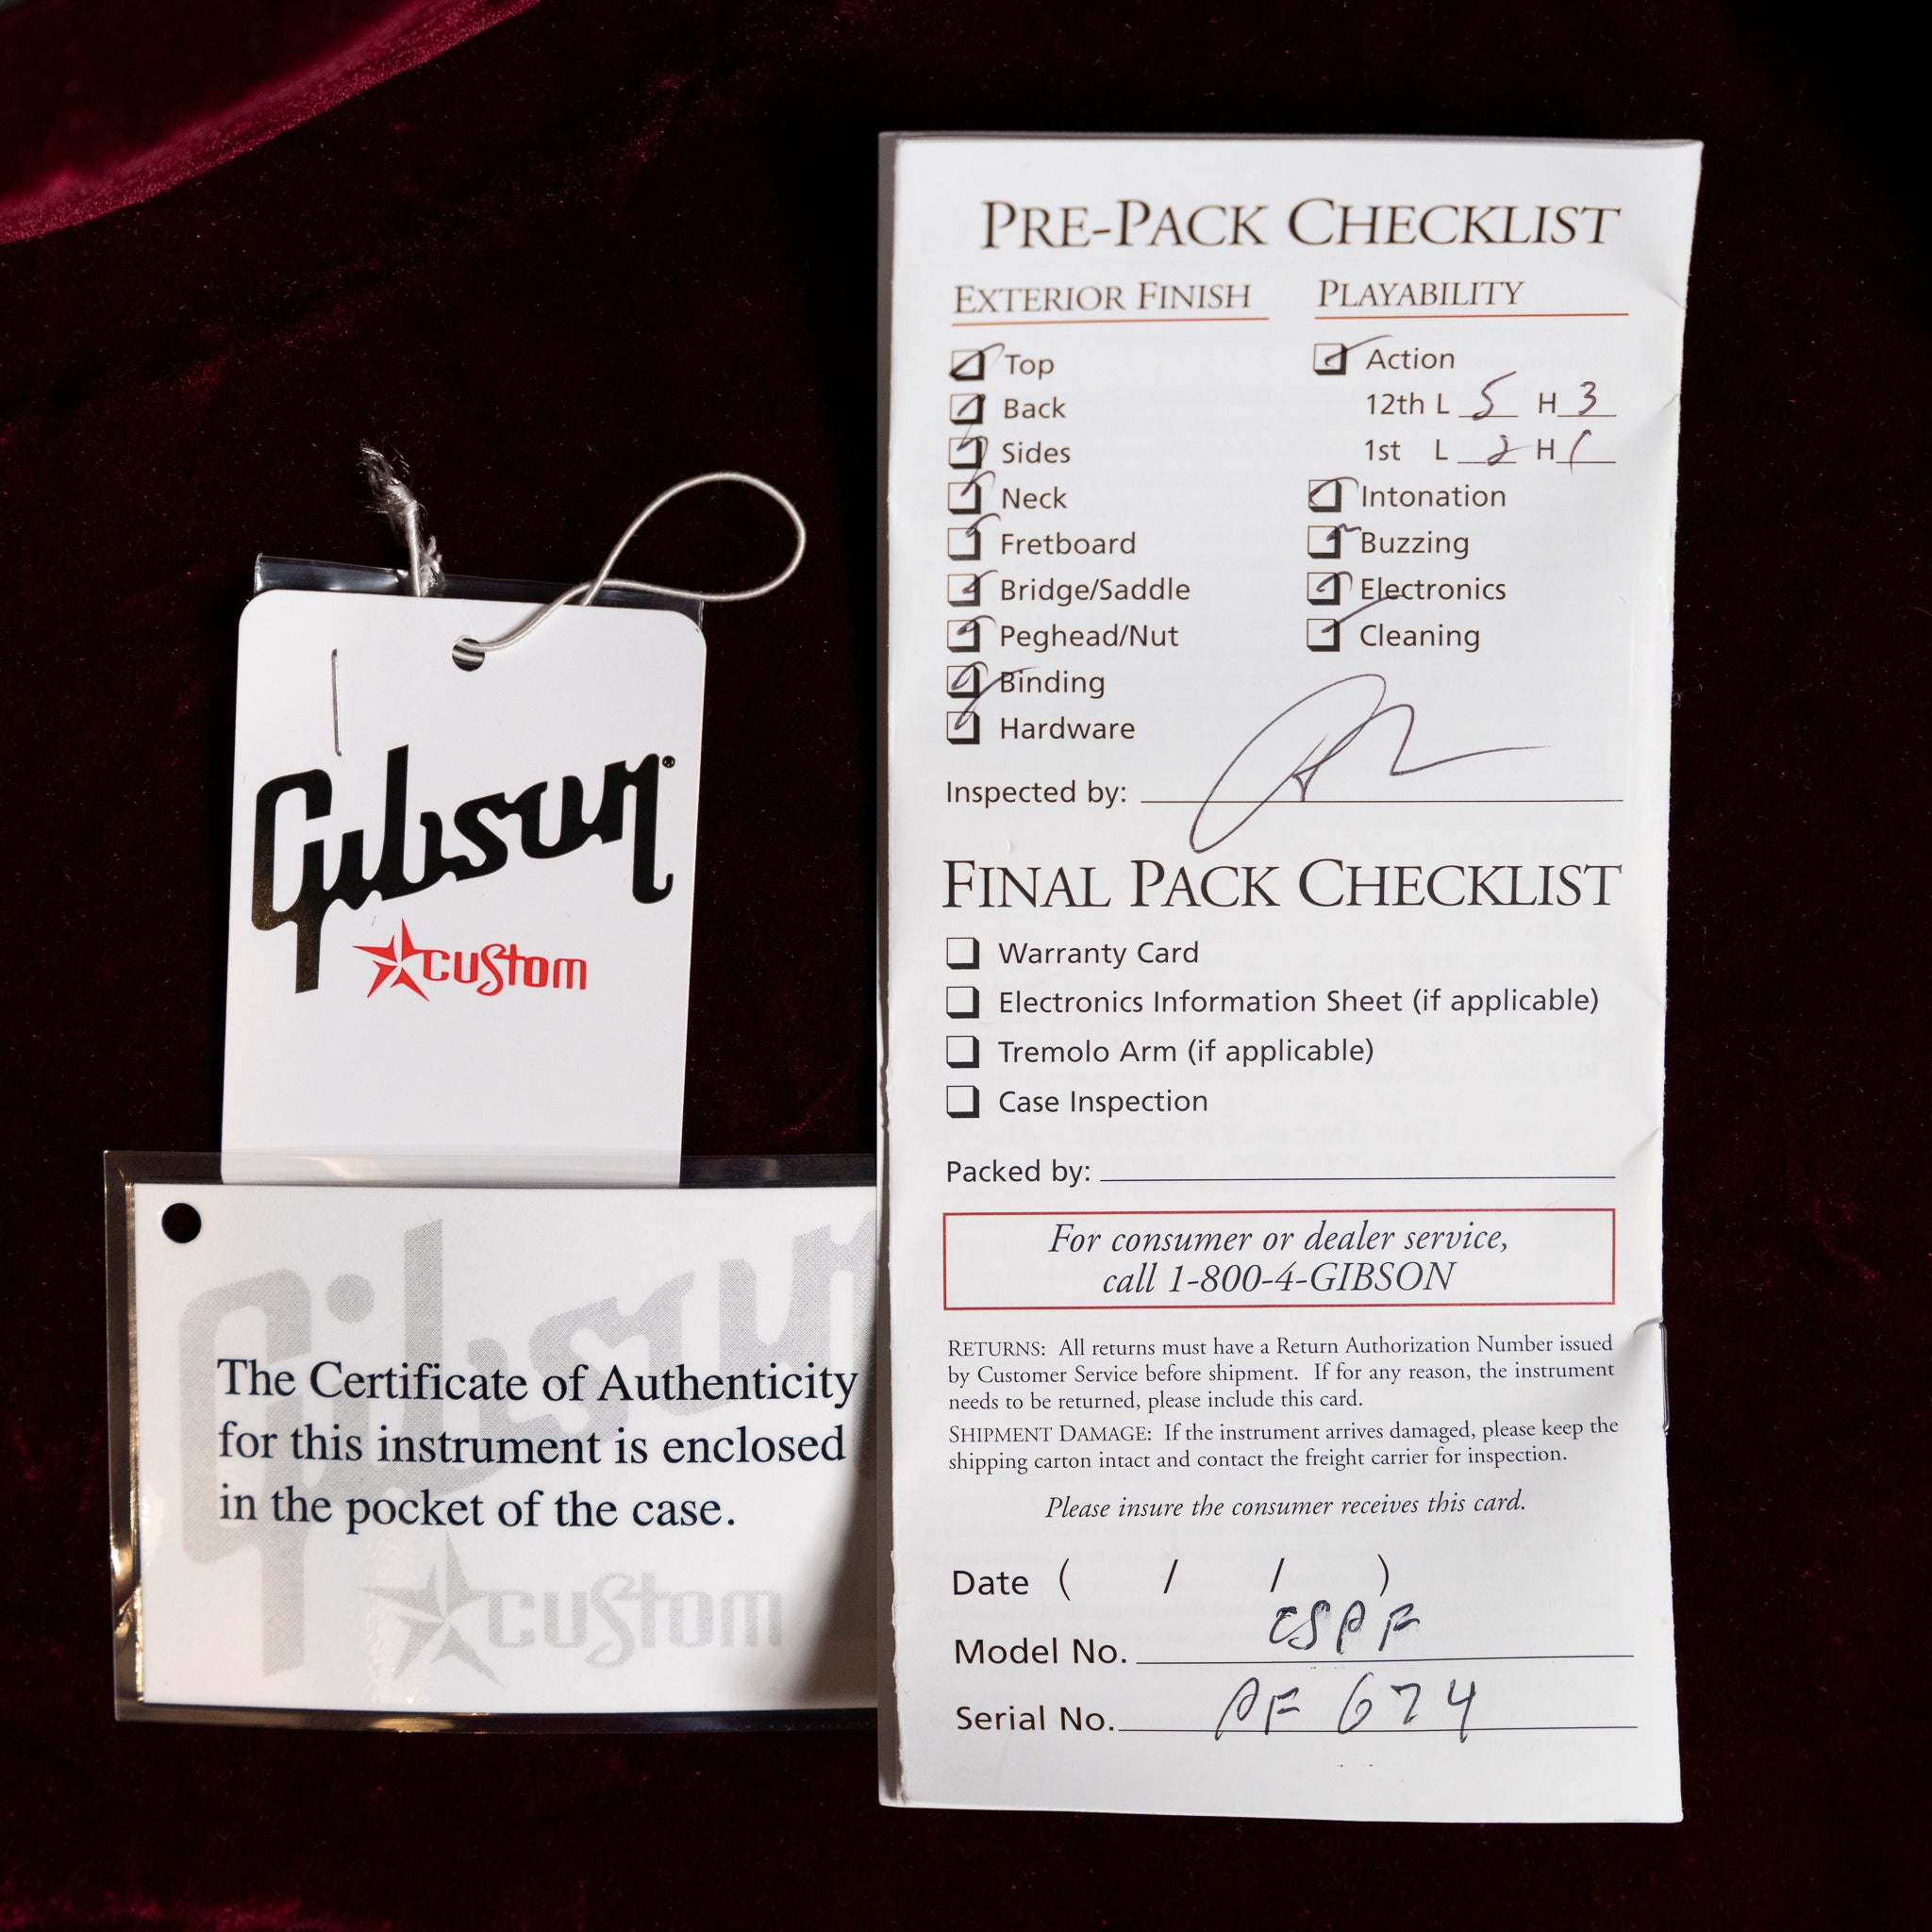 Gibson
custom
The Certificate of Authenticity
for this instrument is enclosed
in the pocket of the case.
Gibson
custom
PRE-PACK CHECKLIST
EXTERIOR FINISH
Top
Back
Sides
Neck
Fretboard
Bridge/Saddle
Peghead/Nut
Binding
Hardware
PLAYABILITY
Action
12th L 5 H 3
1st L 2 H 1
Intonation
Buzzing
Electronics
Cleaning
Inspected by:
FINAL PACK CHECKLIST
Warranty Card
Electronics Information Sheet (if applicable)
Tremolo Arm (if applicable)
Case Inspection
Packed by:
For consumer or dealer service,
call 1-800-4-GIBSON
RETURNS: All returns must have a Return Authorization Number issued
by Customer Service before shipment. If for any reason, the instrument
needs to be returned, please include this card.
SHIPMENT DAMAGE: If the instrument arrives damaged, please keep the
shipping carton intact and contact the freight carrier for inspection.
Please insure the consumer receives this card.
Date ( / / )
Model No. CSPF
Serial No. PF 674